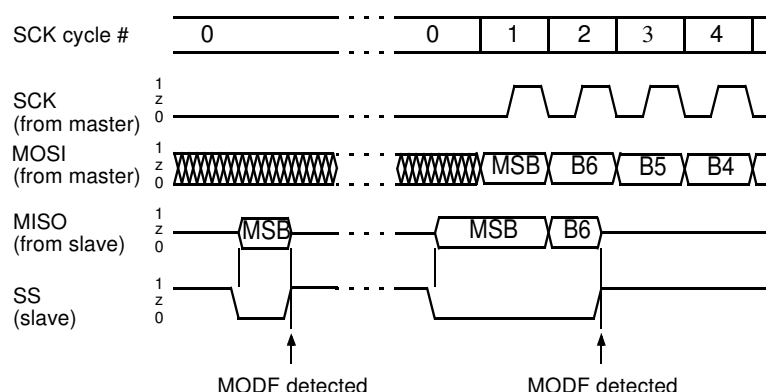 SCK cycle # 0 0 1 2 3 4
SCK
(from master)
1
z
0
MOSI
(from master)
1
z
0
MSB B6 B5 B4
MISO
(from slave)
1
z
0
MSB MSB B6
SS
(slave)
1
z
0
MODF detected MODF detected